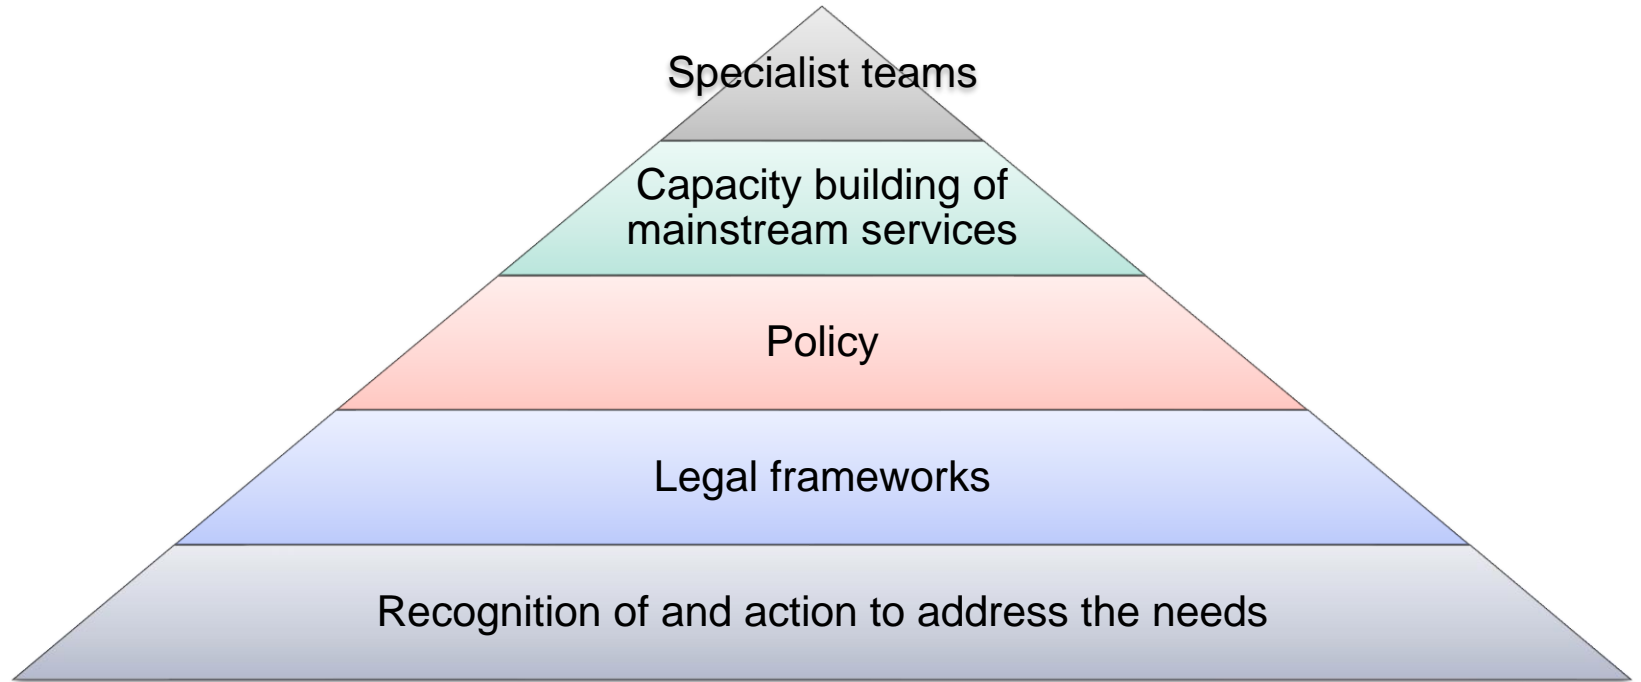 Specialist teams
Capacity building of
mainstream services
Policy
Legal frameworks
Recognition of and action to address the needs